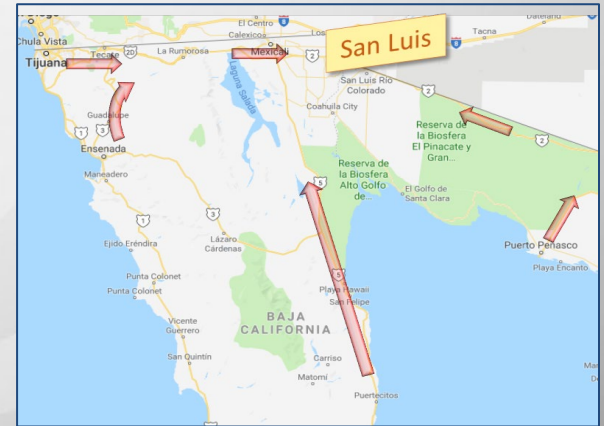 El Centro
8
Dateland
Chula Vista
Calexico
Los
8
Tacna
Tecate
20
La Rumorosa
Mexicali
2
San Luis
Tijuana
San Luis Río
Colorado
2
Laguna Salada
Coahuila City
Guadalupe
Reserva de
la Biosfera
El Pinacate y
Gran...
1
3
2
Ensenada
Reserva de
la Biosfera
Alto Golfo
de...
Maneadero
5
El Golfo de
Santa Clara
1
3
Ejido Eréndira
Lázaro
Cárdenas
Puerto Peñasco
Playa Encanto
Punta Colonet
Punta Colonet
5
Playa Hawaii
San Felipe
Vicente
Guerrero
BAJA
CALIFORNIA
San Quintín
Carriso
Matomí
Puertecitos